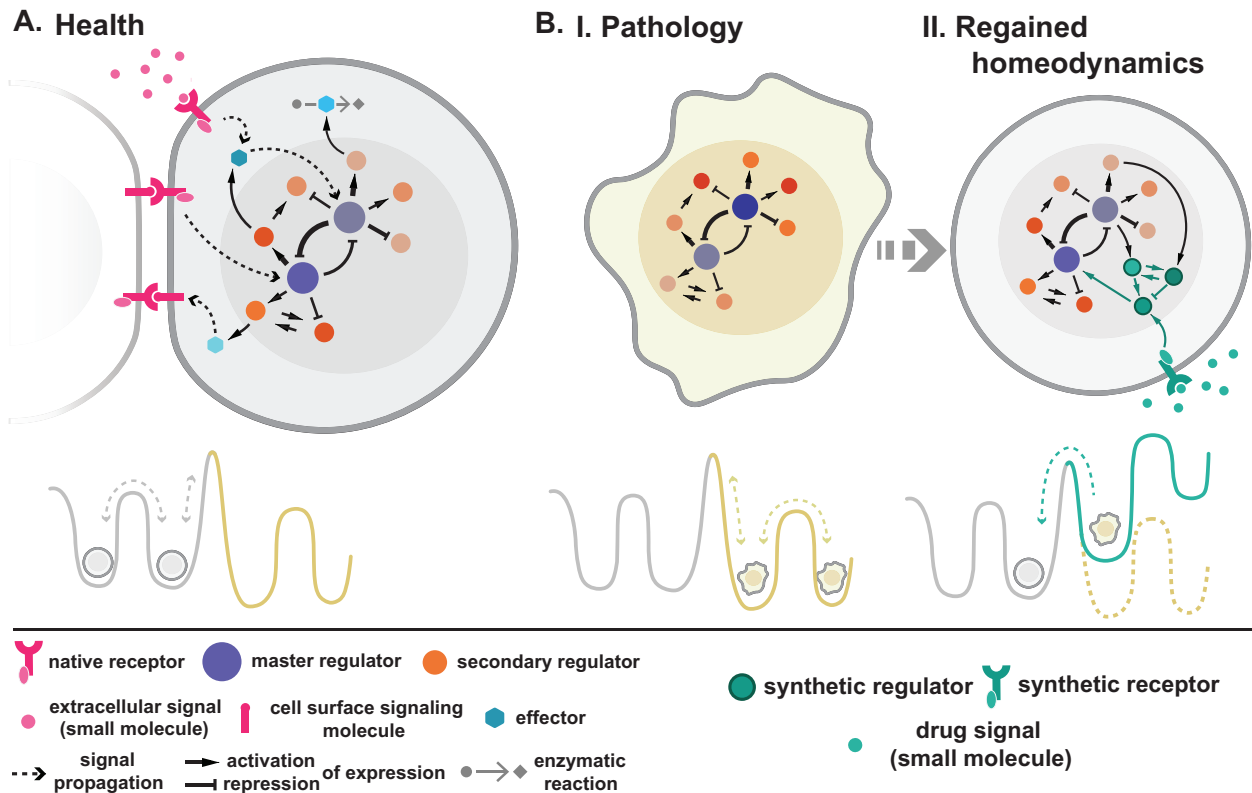 A. Health
B. I. Pathology
II. Regained
homeodynamics
native receptor
master regulator
secondary regulator
extracellular signal
(small molecule)
cell surface signaling
molecule
effector
signal
propagation
activation
repression
of expression
enzymatic
reaction
synthetic regulator
synthetic receptor
drug signal
(small molecule)